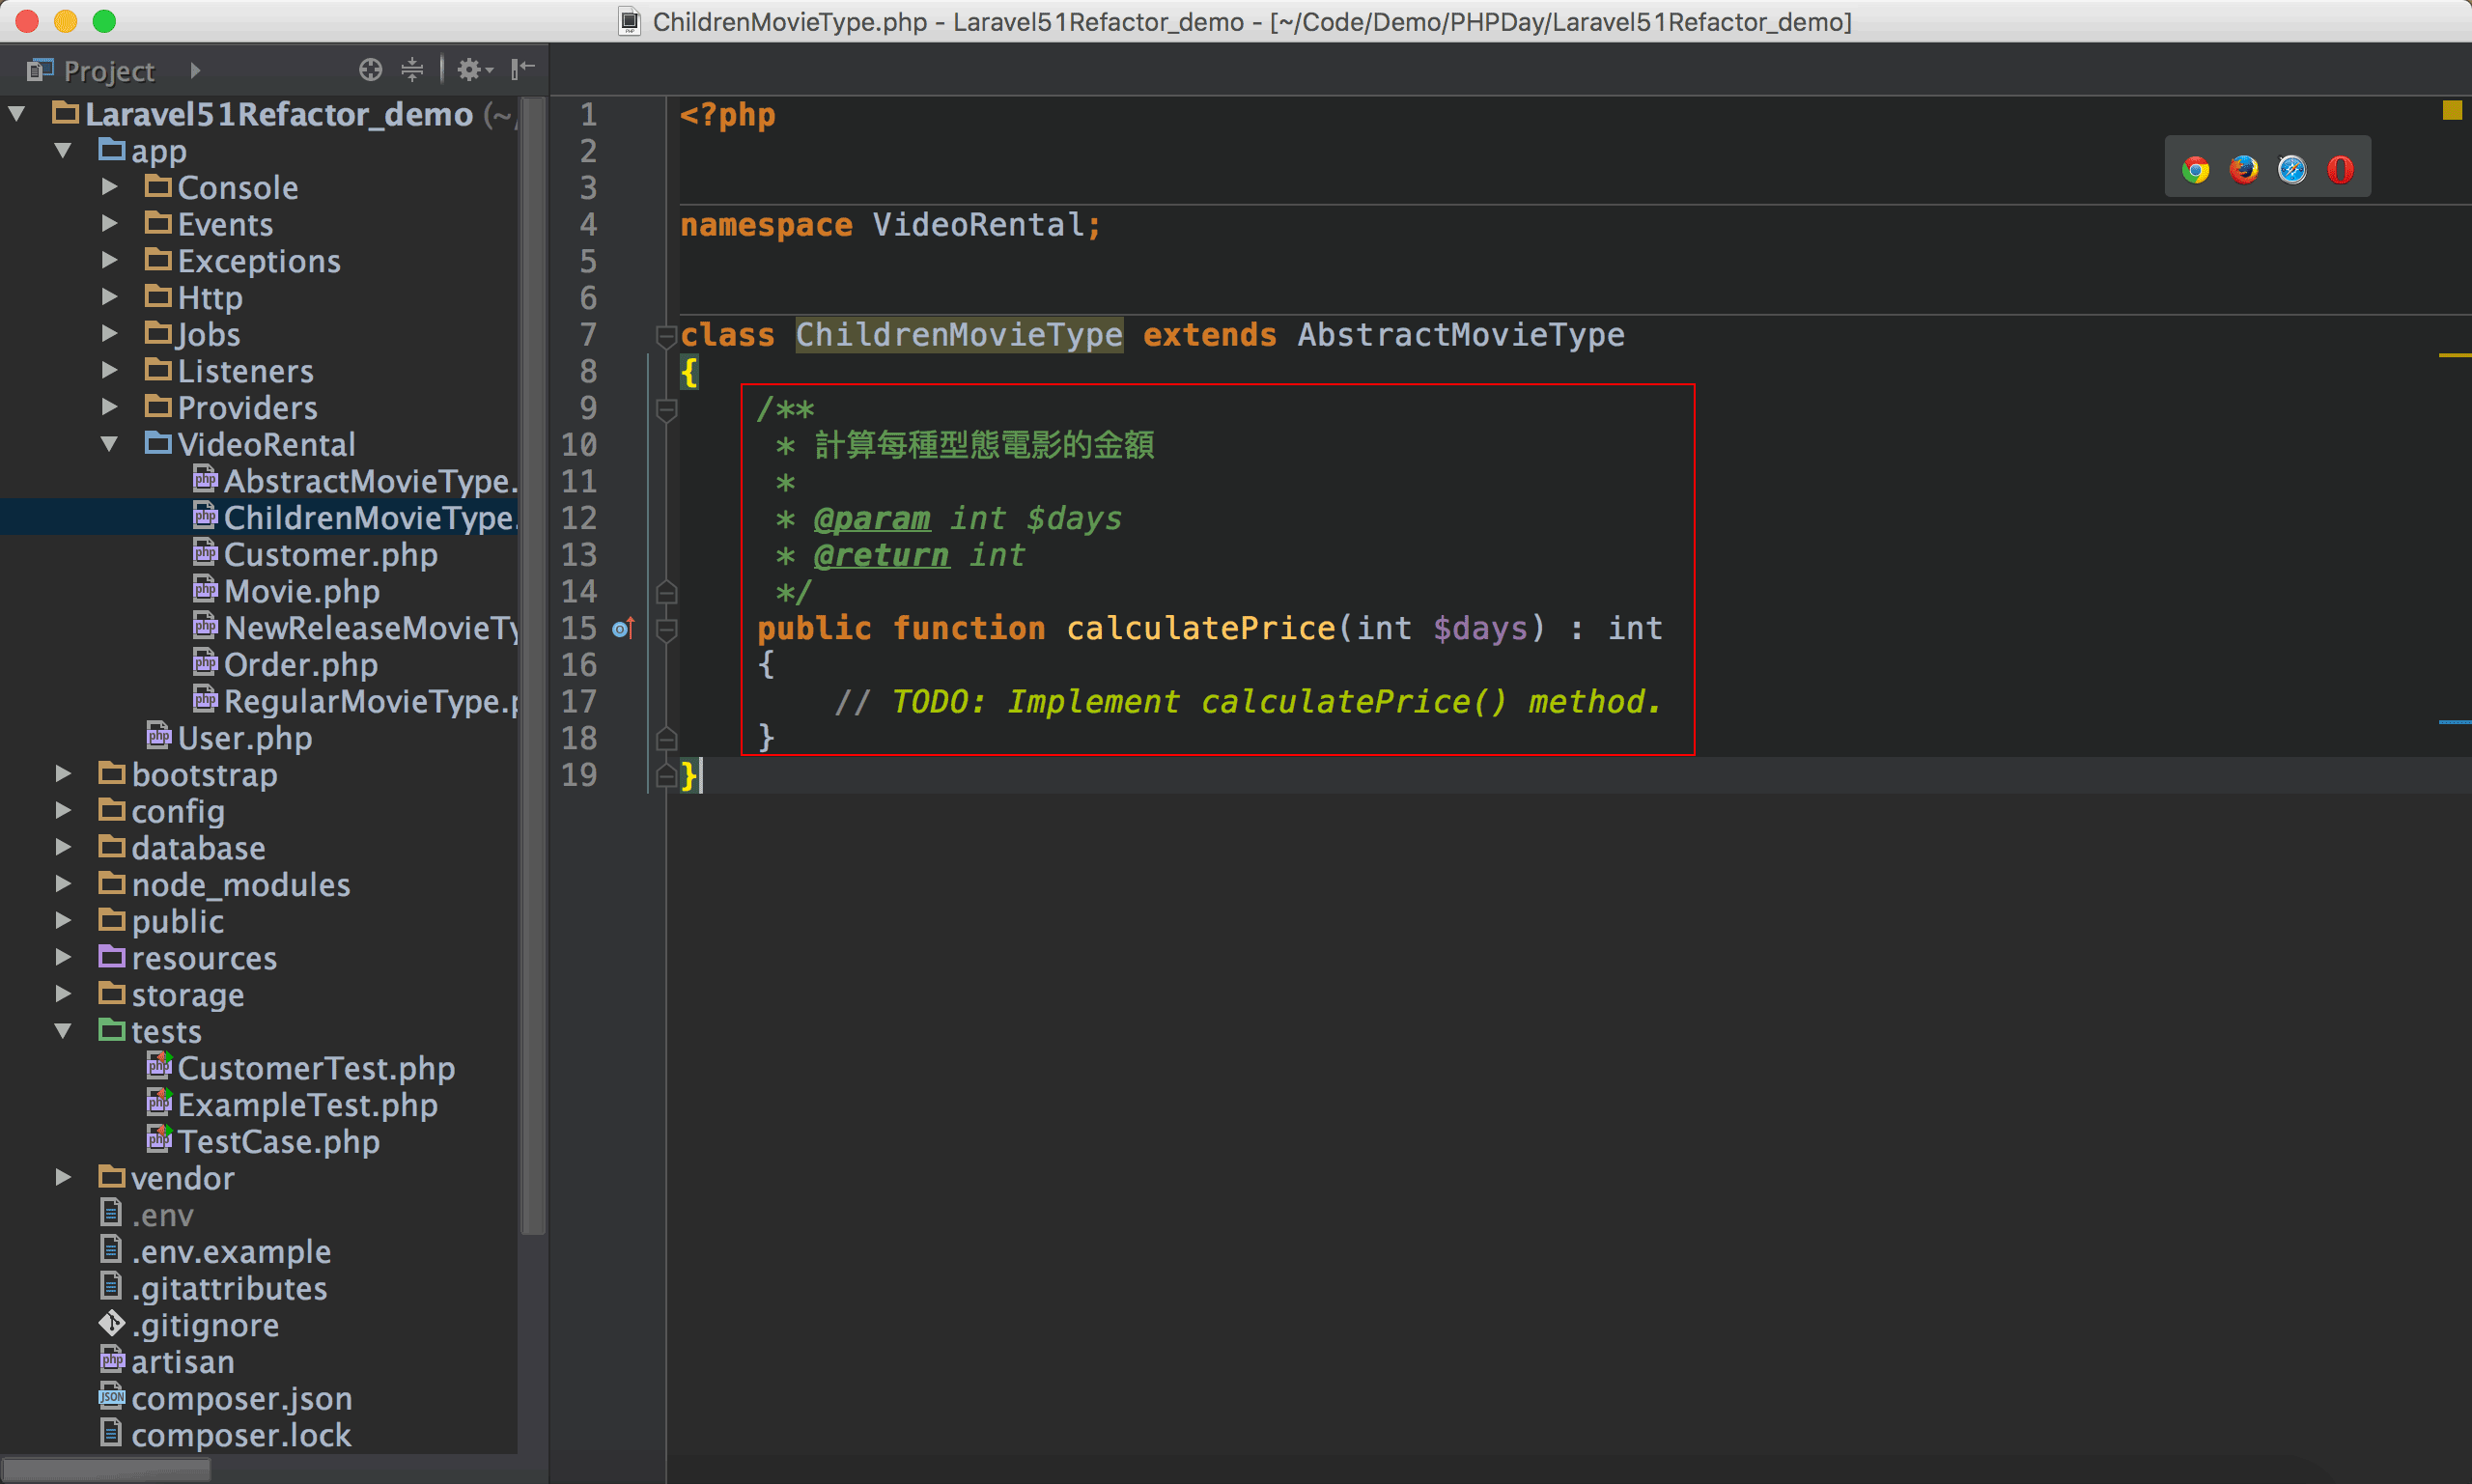 ChildrenMovieType.php - Laravel51Refactor_demo - [~/Code/Demo/PHPDay/Laravel51Refactor_demo]
Project
Laravel51Refactor_demo (~/
app
Console
Events
Exceptions
Http
Jobs
Listeners
Providers
VideoRental
AbstractMovieType.
ChildrenMovieType.
Customer.php
Movie.php
NewReleaseMovieTy
Order.php
RegularMovieType.p
User.php
bootstrap
config
database
node_modules
public
resources
storage
tests
CustomerTest.php
ExampleTest.php
TestCase.php
vendor
.env
.env.example
.gitattributes
.gitignore
artisan
composer.json
composer.lock
1 <?php
2
3
4 namespace VideoRental;
5
6
7 class ChildrenMovieType extends AbstractMovieType
8 {
9 /**
10 * 計算每種型態電影的金額
11 *
12 * @param int $days
13 * @return int
14 */
15 public function calculatePrice(int $days) : int
16 {
17 // TODO: Implement calculatePrice() method.
18 }
19 }